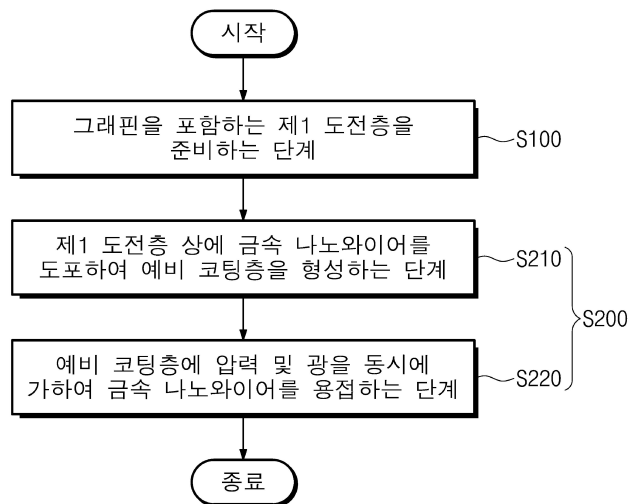 시작
그래핀을 포함하는 제1 도전층을
준비하는 단계
S100
제1 도전층 상에 금속 나노와이어를
도포하여 예비 코팅층을 형성하는 단계
S210
S200
예비 코팅층에 압력 및 광을 동시에
가하여 금속 나노와이어를 용접하는 단계
S220
종료